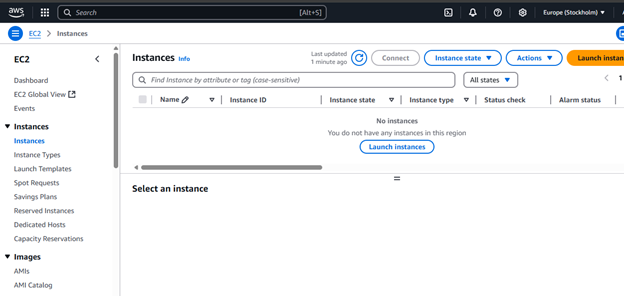 aws
Search [Alt+S] Europe (Stockholm)
EC2 Instances
EC2
Dashboard
EC2 Global View
Events
Instances
Instances
Instance Types
Launch Templates
Spot Requests
Savings Plans
Reserved Instances
Dedicated Hosts
Capacity Reservations
Images
AMIs
AMI Catalog
Instances Info
Last updated
1 minute ago
Connect Instance state Actions Launch instan
Find Instance by attribute or tag (case-sensitive) All states 1
Name Instance ID Instance state Instance type Status check Alarm status
No instances
You do not have any instances in this region
Launch instances
Select an instance